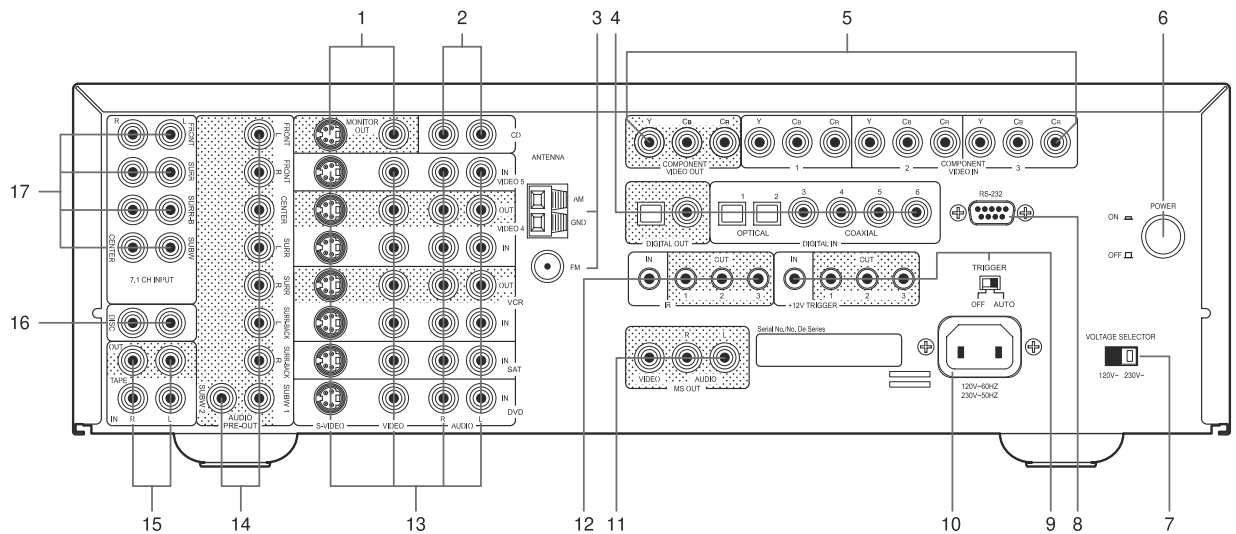 1 2 3 4 5 6
R L
FRONT
SURR
SURR-B
CENTER
SUBW
7.1 CH INPUT
DISC
OUT
TAPE
IN R L
FRONT L
FRONT R
CENTER
SURR L
SURR R
SURR-BACK L
SURR-BACK R
SUBW 2
SUBW 1
AUDIO
PRE-OUT
MONITOR
OUT
CD
IN
VIDEO 5
OUT
VIDEO 4
IN
OUT
VCR
IN
IN
SAT
IN
DVD
R L
S-VIDEO VIDEO AUDIO
ANTENNA
AM
GND
FM
Y CB CR Y CB CR Y CB CR Y CB CR
COMPONENT
VIDEO OUT
1 2 3
COMPONENT
VIDEO IN
1 2 3 4 5 6
DIGITAL OUT
OPTICAL COAXIAL
DIGITAL IN
RS-232
POWER
ON
OFF
IN OUT IN OUT
1 2 3 1 2 3
IR +12V TRIGGER
TRIGGER
OFF AUTO
R L
VIDEO AUDIO
MS OUT
Serial No./No. De Series
120V~60HZ
230V~50HZ
VOLTAGE SELECTOR
120V~ 230V~
17
16
15 14 13 12 11 10 9 8 7